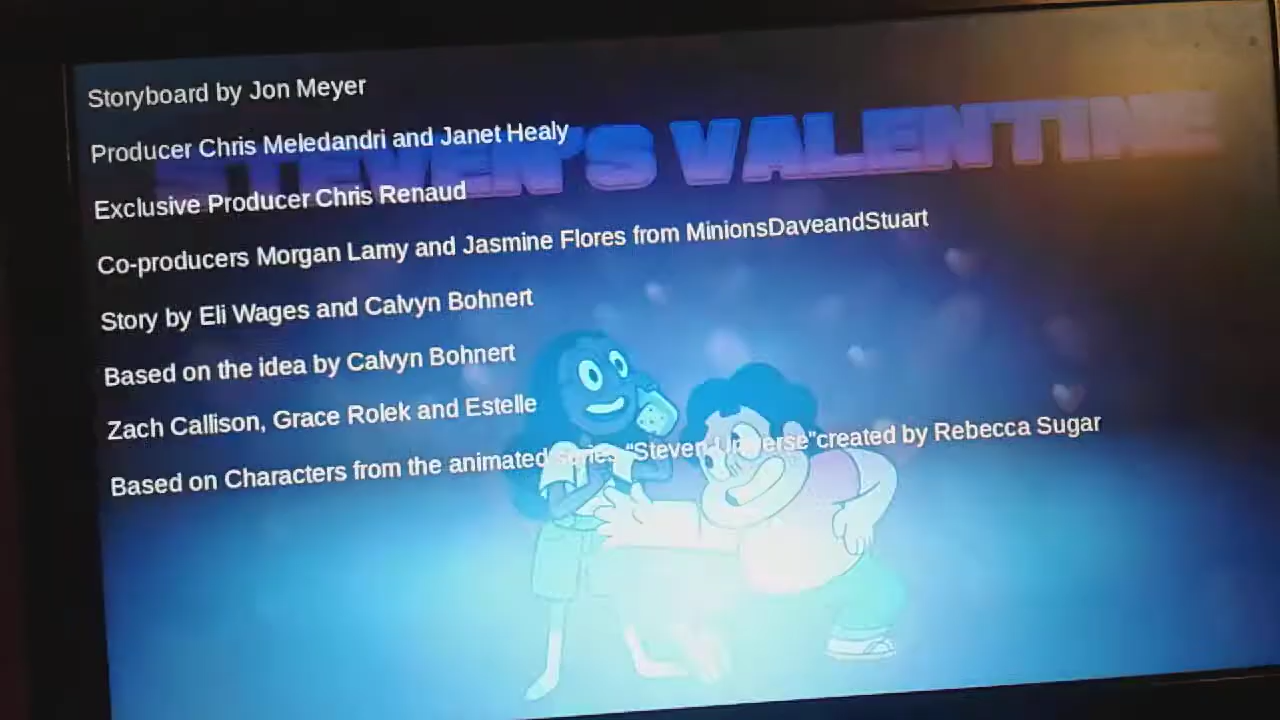 STEVEN'S VALENTINE
Storyboard by Jon Meyer
Producer Chris Meledandri and Janet Healy
Exclusive Producer Chris Renaud
Co-producers Morgan Lamy and Jasmine Flores from MinionsDaveandStuart
Story by Eli Wages and Calvyn Bohnert
Based on the idea by Calvyn Bohnert
Zach Callison, Grace Rolek and Estelle
Based on Characters from the animated series "Steven Universe"created by Rebecca Sugar